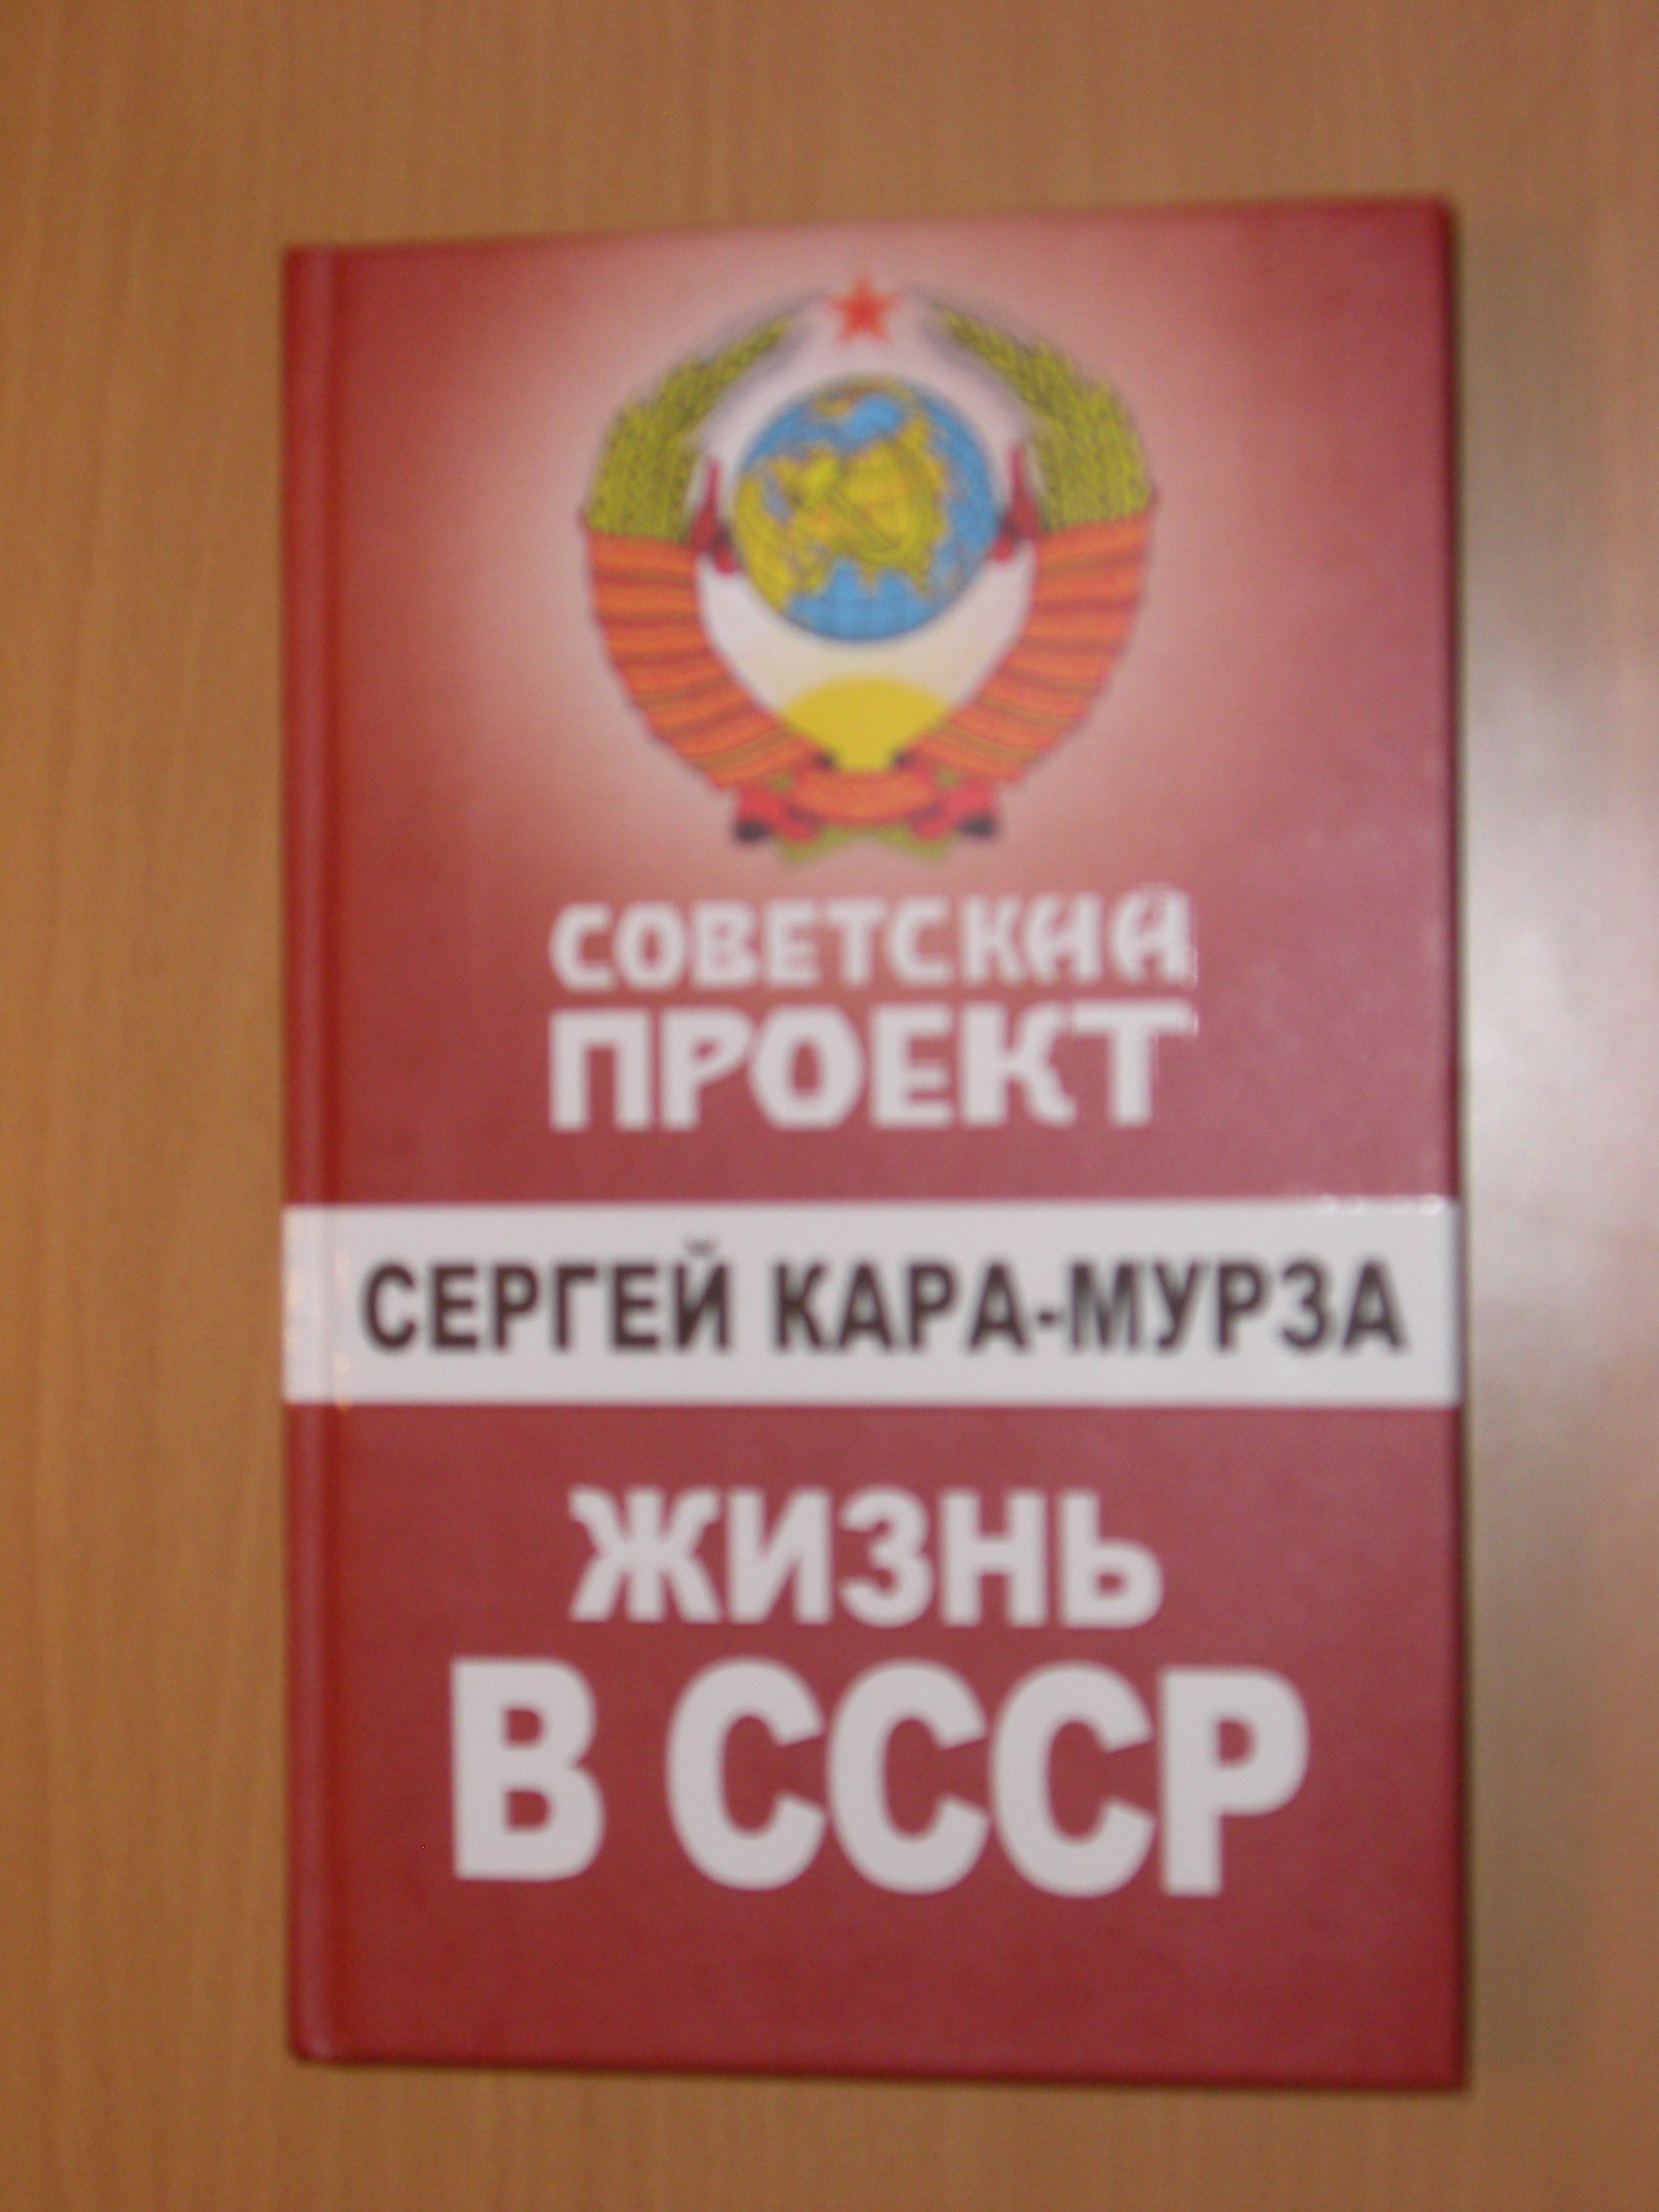 СОВЕТСКИЙ
ПРОЕКТ
СЕРГЕЙ КАРА-МУРЗА
ЖИЗНЬ
В СССР